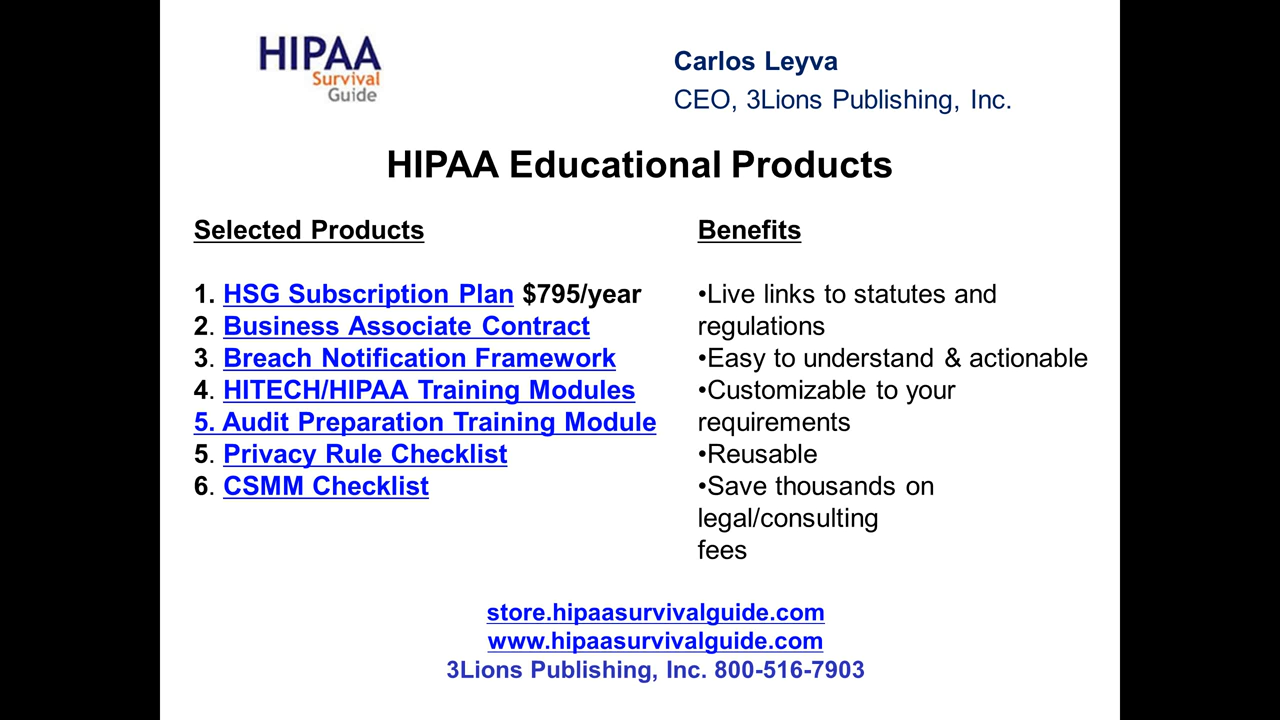 HIPAA
Survival
Guide
Carlos Leyva
CEO, 3Lions Publishing, Inc.
HIPAA Educational Products
Selected Products
1. HSG Subscription Plan $795/year
2. Business Associate Contract
3. Breach Notification Framework
4. HITECH/HIPAA Training Modules
5. Audit Preparation Training Module
5. Privacy Rule Checklist
6. CSMM Checklist
Benefits
•Live links to statutes and
regulations
•Easy to understand & actionable
•Customizable to your
requirements
•Reusable
•Save thousands on
legal/consulting
fees
store.hipaasurvivalguide.com
www.hipaasurvivalguide.com
3Lions Publishing, Inc. 800-516-7903